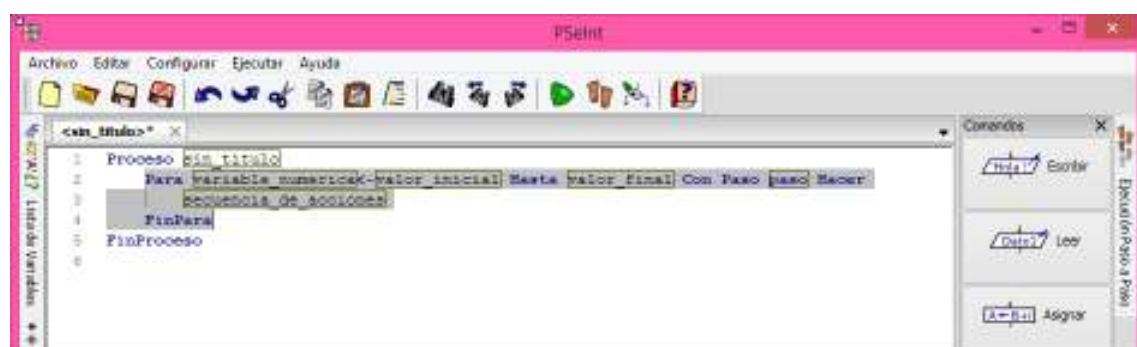 PSeInt
Archivo Editar Configurar Ejecutar Ayuda
<sin_titulo>*
1 Proceso sin_titulo
2 Para variable_numerica<-valor_inicial Hasta valor_final Con Paso paso Hacer
3 secuencia_de_acciones
4 FinPara
5 FinProceso
6
Lista de Variables
Comandos
Escribir
Leer
A←B+1 Asignar
Ejecución Paso a Paso